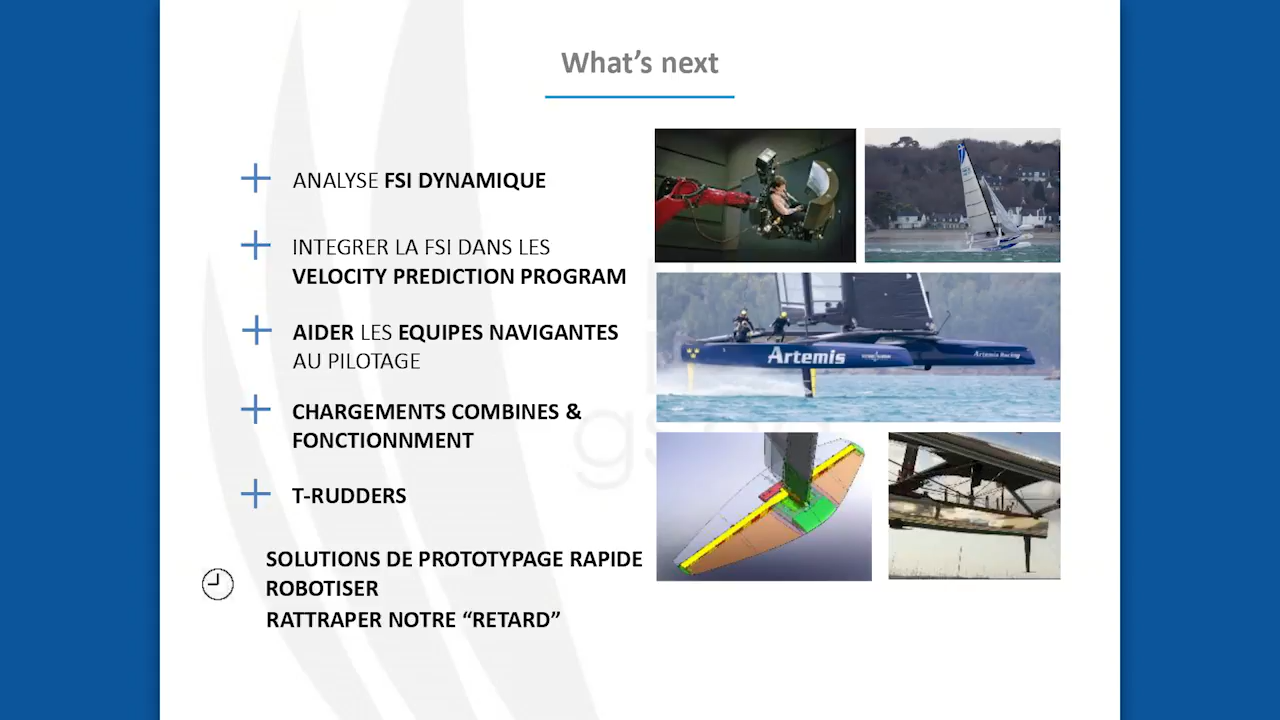 What's next
ANALYSE FSI DYNAMIQUE
INTEGRER LA FSI DANS LES
VELOCITY PREDICTION PROGRAM
AIDER LES EQUIPES NAVIGANTES
AU PILOTAGE
CHARGEMENTS COMBINES &
FONCTIONNMENT
T-RUDDERS
SOLUTIONS DE PROTOTYPAGE RAPIDE
ROBOTISER
RATTRAPER NOTRE “RETARD”
Artemis
Artemis Racing